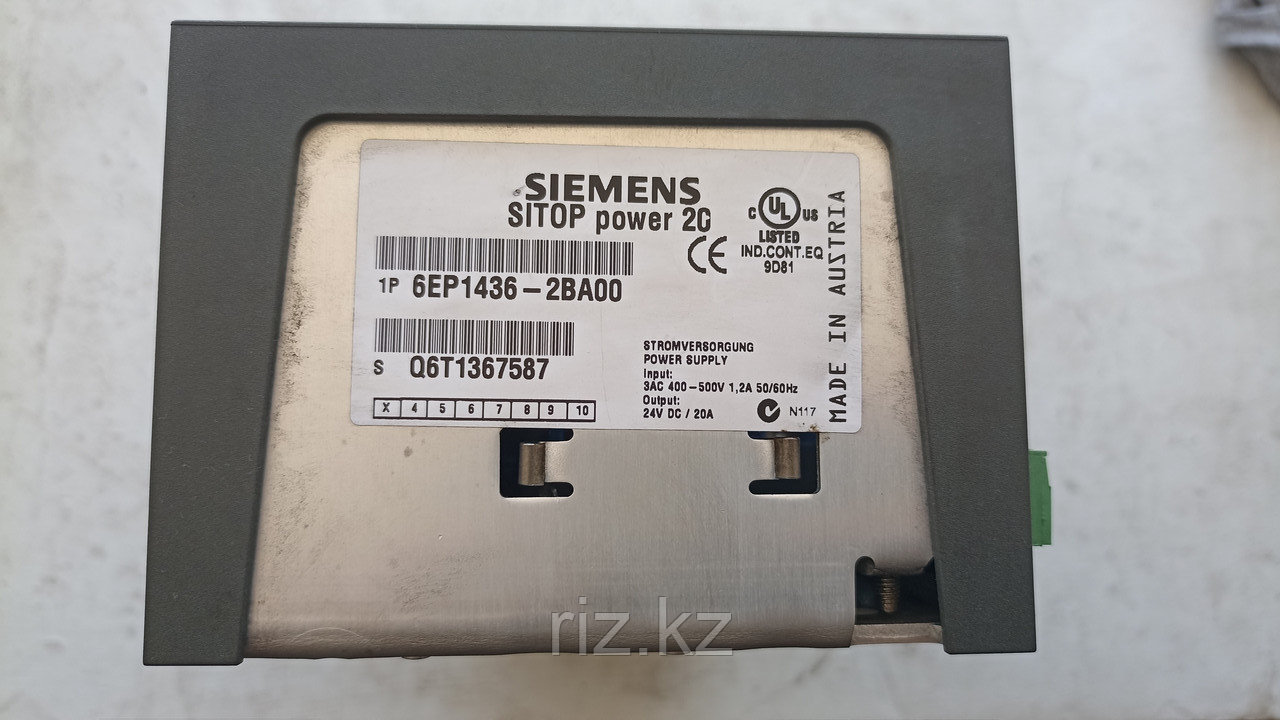 SIEMENS
SITOP power 20
1P 6EP1436-2BA00
S Q6T1367587
X 4 5 6 7 8 9 10
C UL US
LISTED
IND.CONT.EQ
9D81
CE
STROMVERSORGUNG
POWER SUPPLY
Input:
3AC 400-500V 1,2A 50/60Hz
Output:
24V DC / 20A
N117
MADE IN AUSTRIA
riz.kz